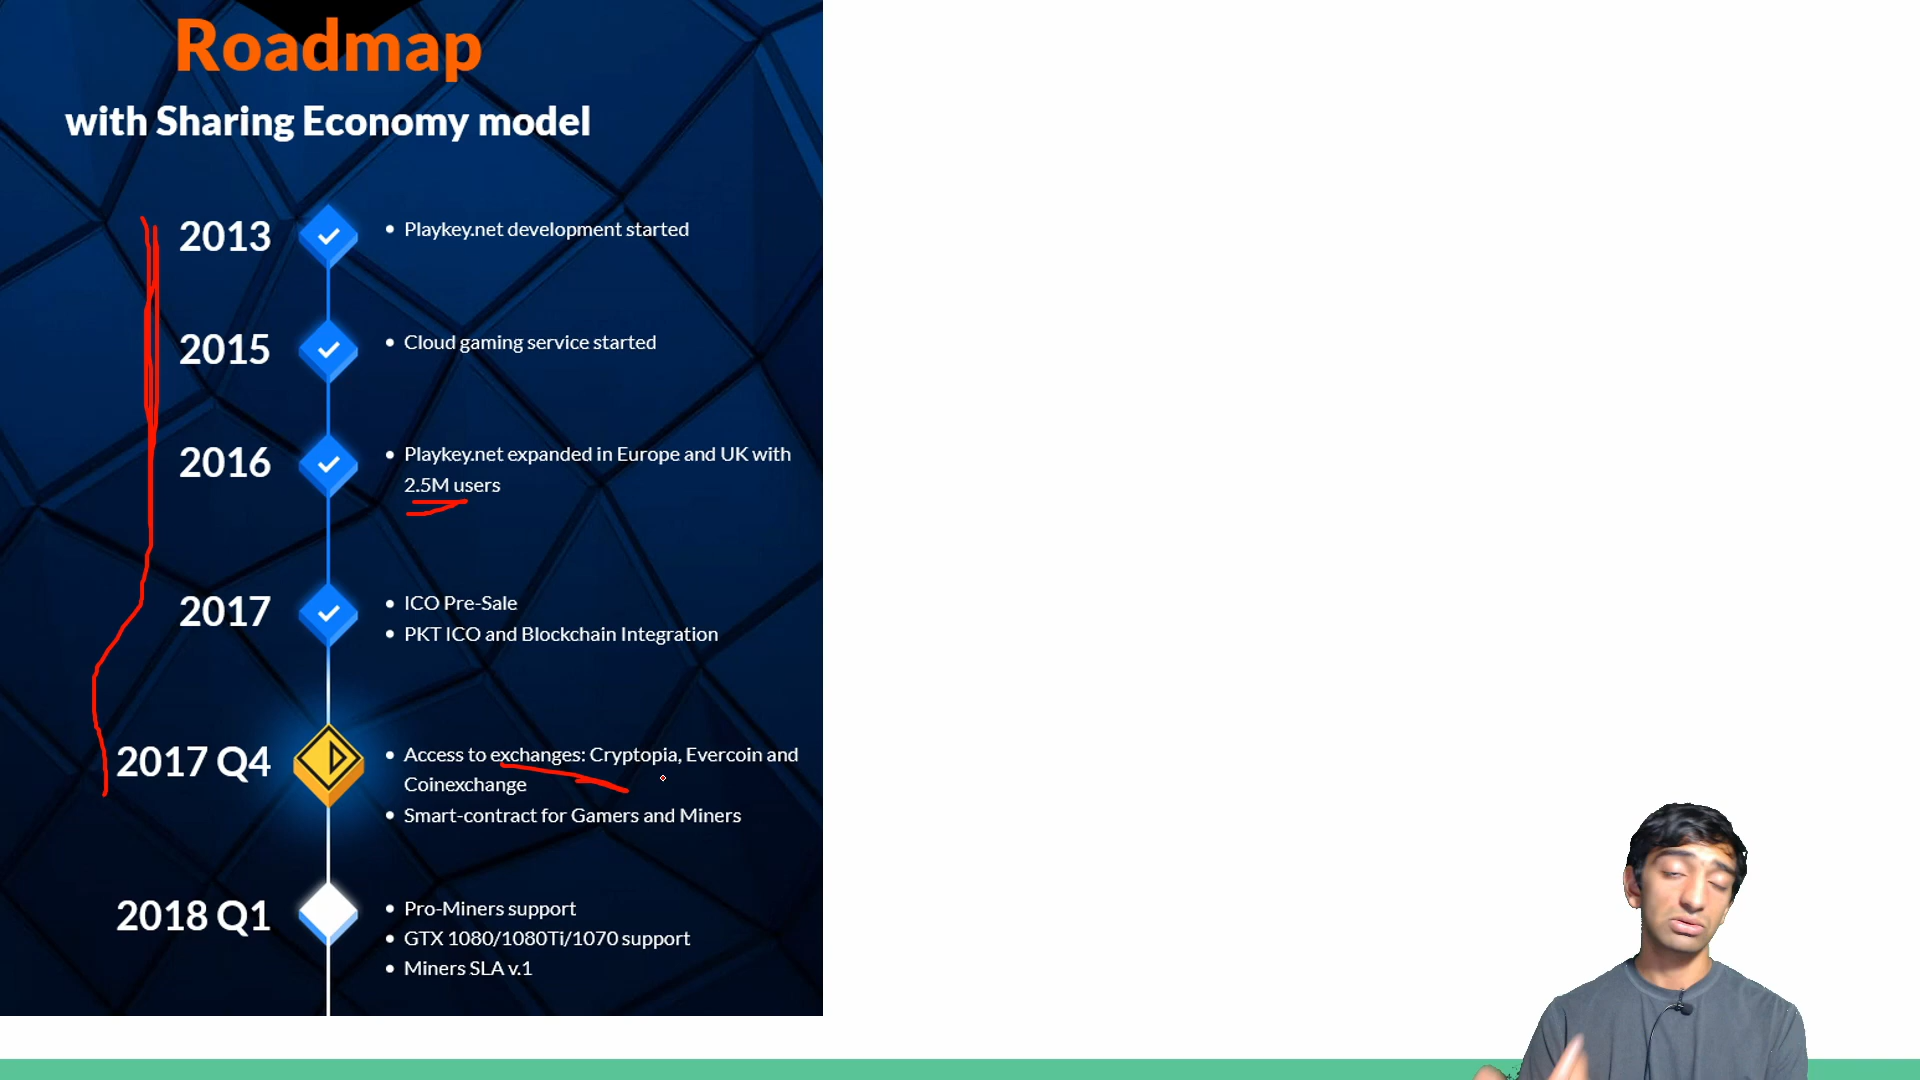 Roadmap
with Sharing Economy model
2013
Playkey.net development started
2015
Cloud gaming service started
2016
Playkey.net expanded in Europe and UK with
2.5M users
2017
ICO Pre-Sale
PKT ICO and Blockchain Integration
2017 Q4
Access to exchanges: Cryptopia, Evercoin and
Coinexchange
Smart-contract for Gamers and Miners
2018 Q1
Pro-Miners support
GTX 1080/1080Ti/1070 support
Miners SLA v.1